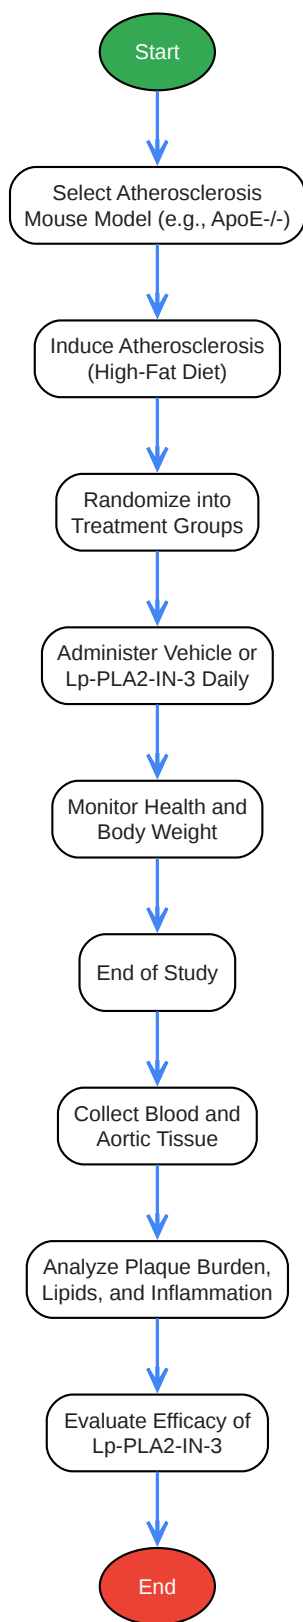 Start
Select Atherosclerosis
Mouse Model (e.g., ApoE-/-)
Induce Atherosclerosis
(High-Fat Diet)
Randomize into
Treatment Groups
Administer Vehicle or
Lp-PLA2-IN-3 Daily
Monitor Health and
Body Weight
End of Study
Collect Blood and
Aortic Tissue
Analyze Plaque Burden,
Lipids, and Inflammation
Evaluate Efficacy of
Lp-PLA2-IN-3
End